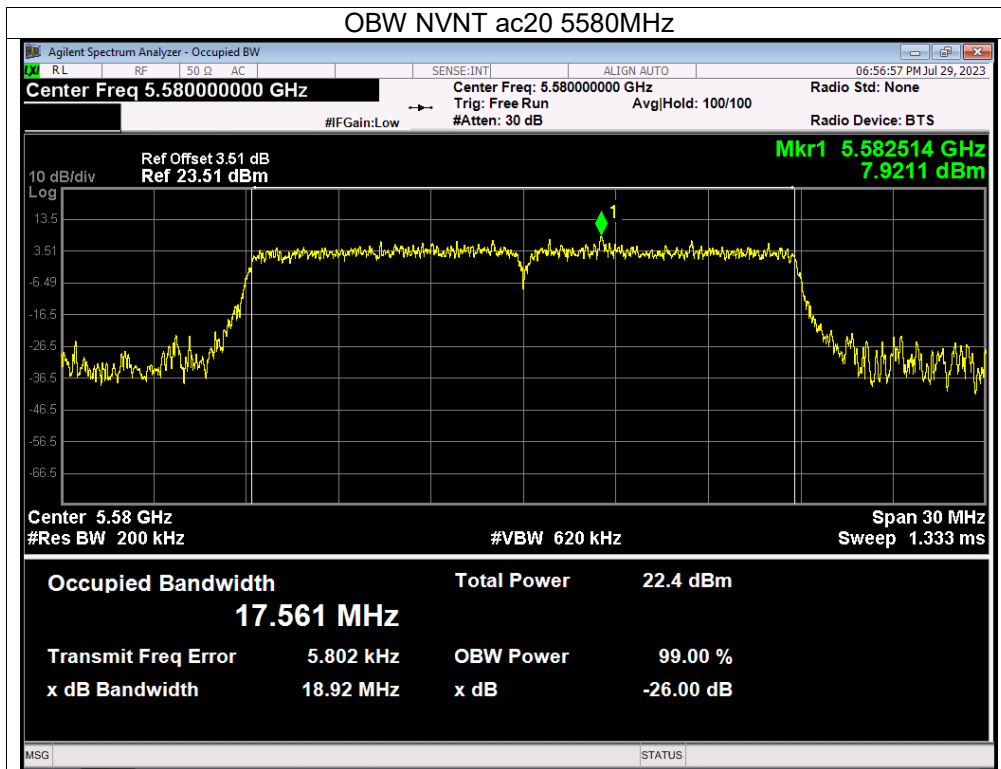 OBW NVNT ac20 5580MHz
Agilent Spectrum Analyzer - Occupied BW
LXI RL RF 50 Ω AC SENSE:INT ALIGN AUTO 06:56:57 PM Jul 29, 2023
Center Freq 5.580000000 GHz Center Freq: 5.580000000 GHz Radio Std: None
Trig: Free Run Avg|Hold: 100/100
#IFGain:Low #Atten: 30 dB Radio Device: BTS
Mkr1 5.582514 GHz
7.9211 dBm
Ref Offset 3.51 dB
10 dB/div Ref 23.51 dBm
Log
13.5
1
3.51
-6.49
-16.5
-26.5
-36.5
-46.5
-56.5
-66.5
Center 5.58 GHz Span 30 MHz
#Res BW 200 kHz #VBW 620 kHz Sweep 1.333 ms
Occupied Bandwidth Total Power 22.4 dBm
17.561 MHz
Transmit Freq Error 5.802 kHz OBW Power 99.00 %
x dB Bandwidth 18.92 MHz x dB -26.00 dB
MSG STATUS